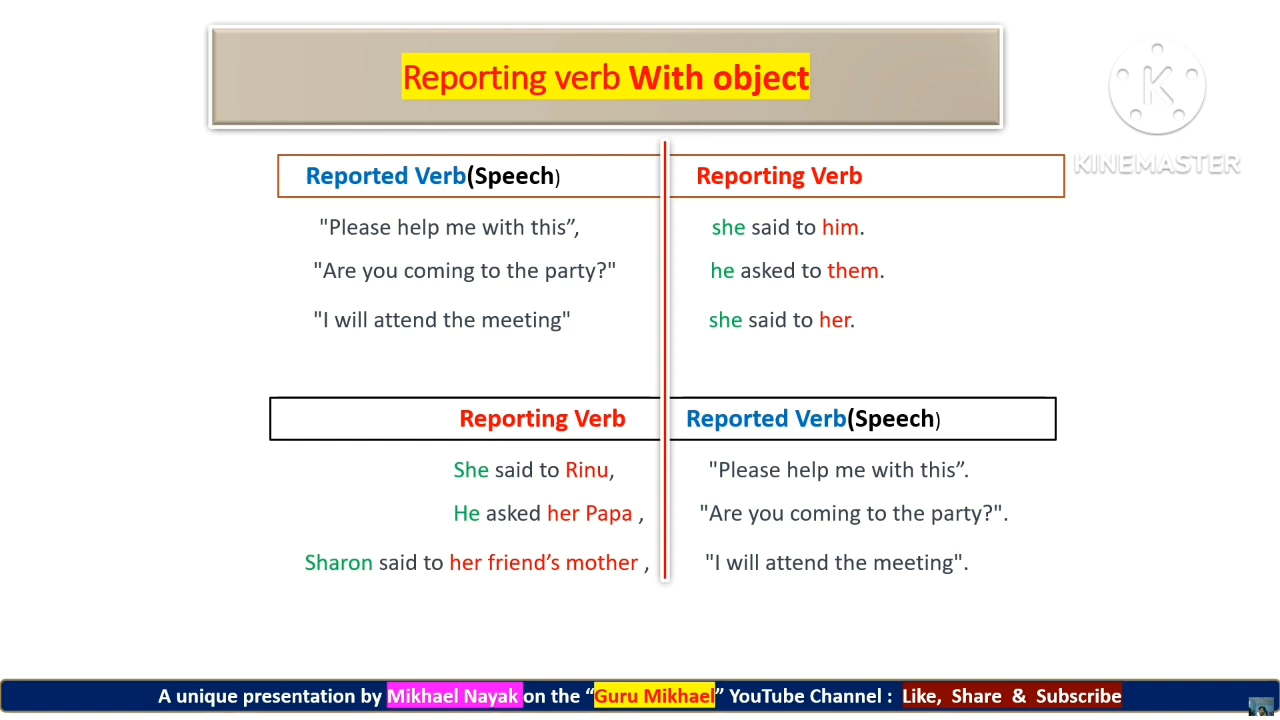 Reporting verb With object
K
KINEMASTER
Reported Verb(Speech) Reporting Verb
"Please help me with this”, she said to him.
"Are you coming to the party?" he asked to them.
"I will attend the meeting" she said to her.
Reporting Verb Reported Verb(Speech)
She said to Rinu, "Please help me with this”.
He asked her Papa , "Are you coming to the party?".
Sharon said to her friend’s mother , "I will attend the meeting".
A unique presentation by Mikhael Nayak on the “Guru Mikhael” YouTube Channel : Like, Share & Subscribe